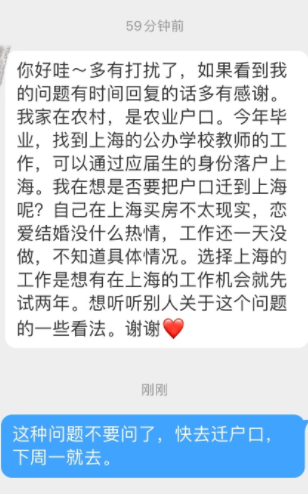 59分钟前
你好哇～多有打扰了，如果看到我
的问题有时间回复的话多有感谢。
我家在农村，是农业户口。今年毕
业，找到上海的公办学校教师的工
作，可以通过应届生的身份落户上
海。我在想是否要把户口迁到上海
呢？自己在上海买房不太现实，恋
爱结婚没什么热情，工作还一天没
做，不知道具体情况。选择上海的
工作是想有在上海的工作机会就先
试两年。想听听别人关于这个问题
的一些看法。谢谢❤️
刚刚
这种问题不要问了，快去迁户口，
下周一就去。